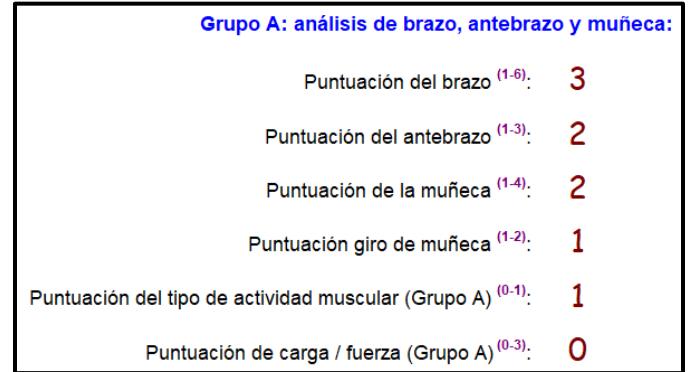 Grupo A: análisis de brazo, antebrazo y muñeca:
Puntuación del brazo (1-6): 3
Puntuación del antebrazo (1-3): 2
Puntuación de la muñeca (1-4): 2
Puntuación giro de muñeca (1-2): 1
Puntuación del tipo de actividad muscular (Grupo A) (0-1): 1
Puntuación de carga / fuerza (Grupo A) (0-3): 0